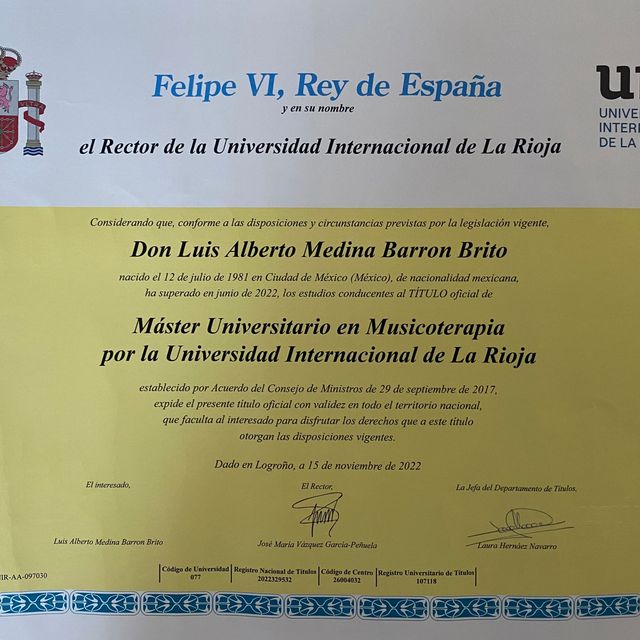 Felipe VI, Rey de España
y en su nombre
el Rector de la Universidad Internacional de La Rioja
UNIVE
INTER
DE LA
Considerando que, conforme a las disposiciones y circunstancias previstas por la legislación vigente,
Don Luis Alberto Medina Barron Brito
nacido el 12 de julio de 1981 en Ciudad de México (México), de nacionalidad mexicana,
ha superado en junio de 2022, los estudios conducentes al TÍTULO oficial de
Máster Universitario en Musicoterapia
por la Universidad Internacional de La Rioja
establecido por Acuerdo del Consejo de Ministros de 29 de septiembre de 2017,
expide el presente título oficial con validez en todo el territorio nacional,
que faculta al interesado para disfrutar los derechos que a este título
otorgan las disposiciones vigentes.
Dado en Logroño, a 15 de noviembre de 2022
El interesado,
El Rector,
La Jefa del Departamento de Títulos,
Luis Alberto Medina Barron Brito
José María Vázquez García-Peñuela
Laura Hernáez Navarro
IR-AA-097030
Código de Universidad Registro Nacional de Títulos Código de Centro Registro Universitario de Títulos
077 2022329532 26004032 107118